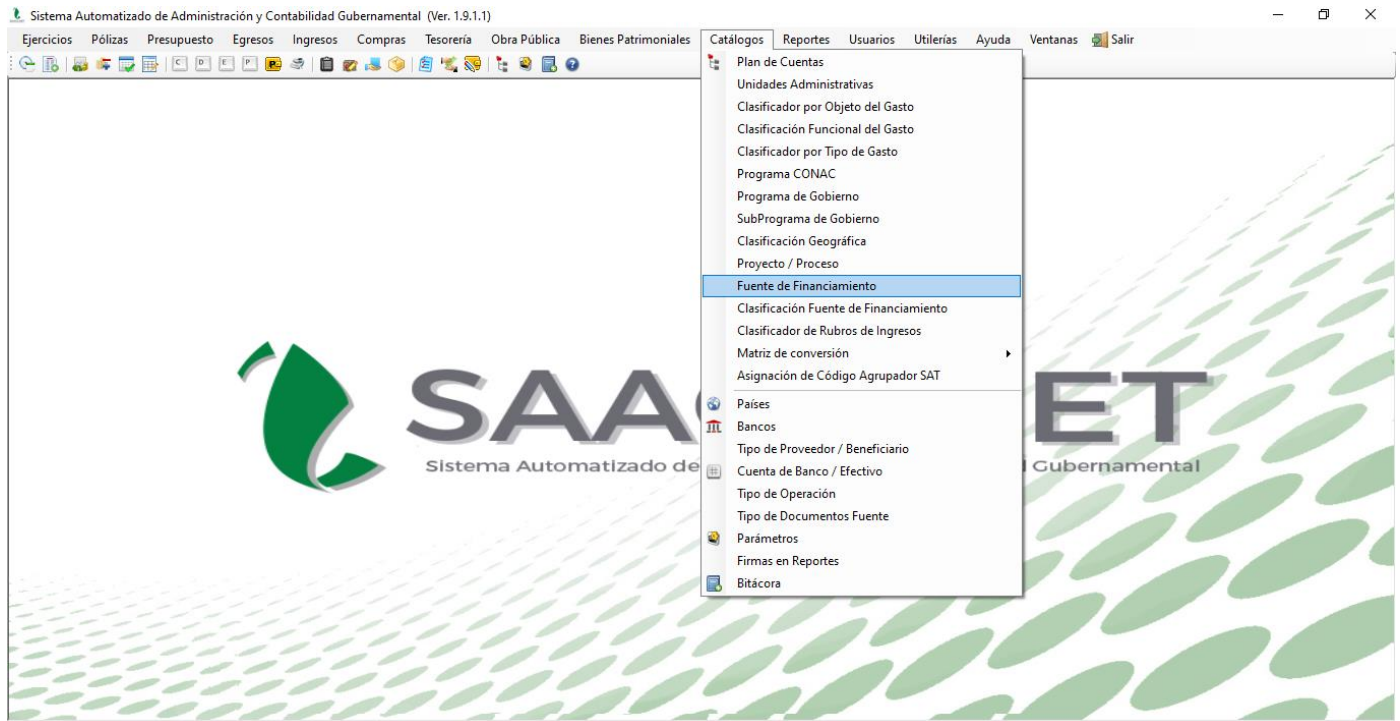 Sistema Automatizado de Administración y Contabilidad Gubernamental (Ver. 1.9.1.1)
Ejercicios Pólizas Presupuesto Egresos Ingresos Compras Tesorería Obra Pública Bienes Patrimoniales Catálogos Reportes Usuarios Utilerías Ayuda Ventanas Salir
C D E P
Plan de Cuentas
Unidades Administrativas
Clasificador por Objeto del Gasto
Clasificación Funcional del Gasto
Clasificador por Tipo de Gasto
Programa CONAC
Programa de Gobierno
SubPrograma de Gobierno
Clasificación Geográfica
Proyecto / Proceso
Fuente de Financiamiento
Clasificación Fuente de Financiamiento
Clasificador de Rubros de Ingresos
Matriz de conversión
Asignación de Código Agrupador SAT
Países
Bancos
Tipo de Proveedor / Beneficiario
Cuenta de Banco / Efectivo
Tipo de Operación
Tipo de Documentos Fuente
Parámetros
Firmas en Reportes
Bitácora
SAA ET
Sistema Automatizado de Gubernamental